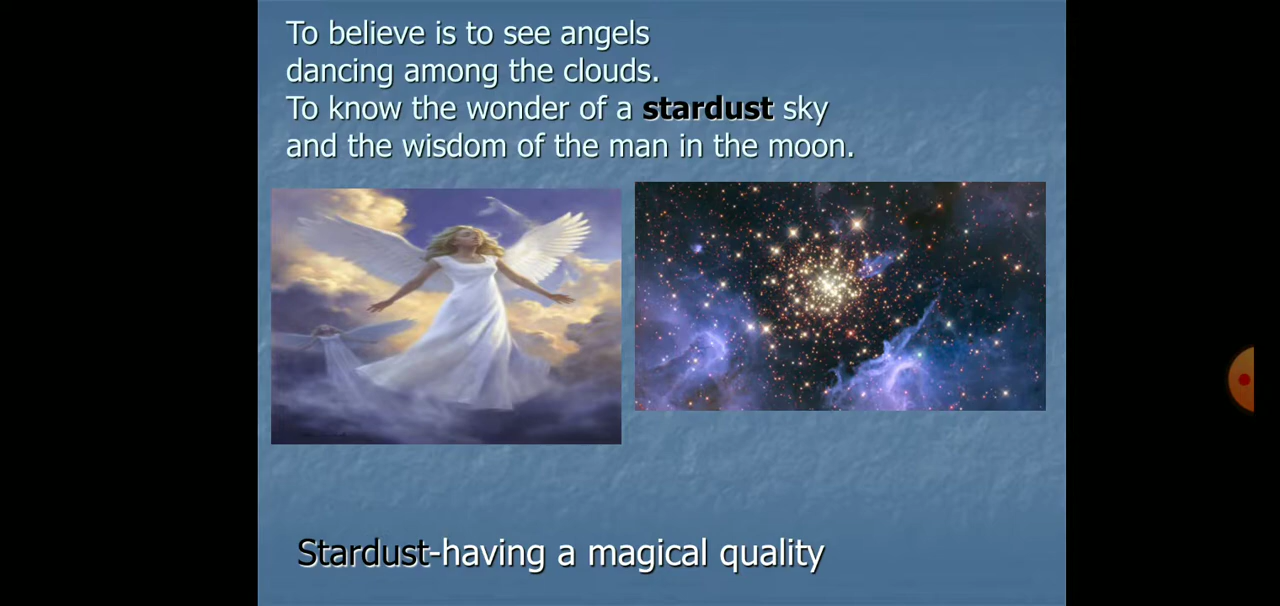 To believe is to see angels
dancing among the clouds.
To know the wonder of a stardust sky
and the wisdom of the man in the moon.
Stardust-having a magical quality